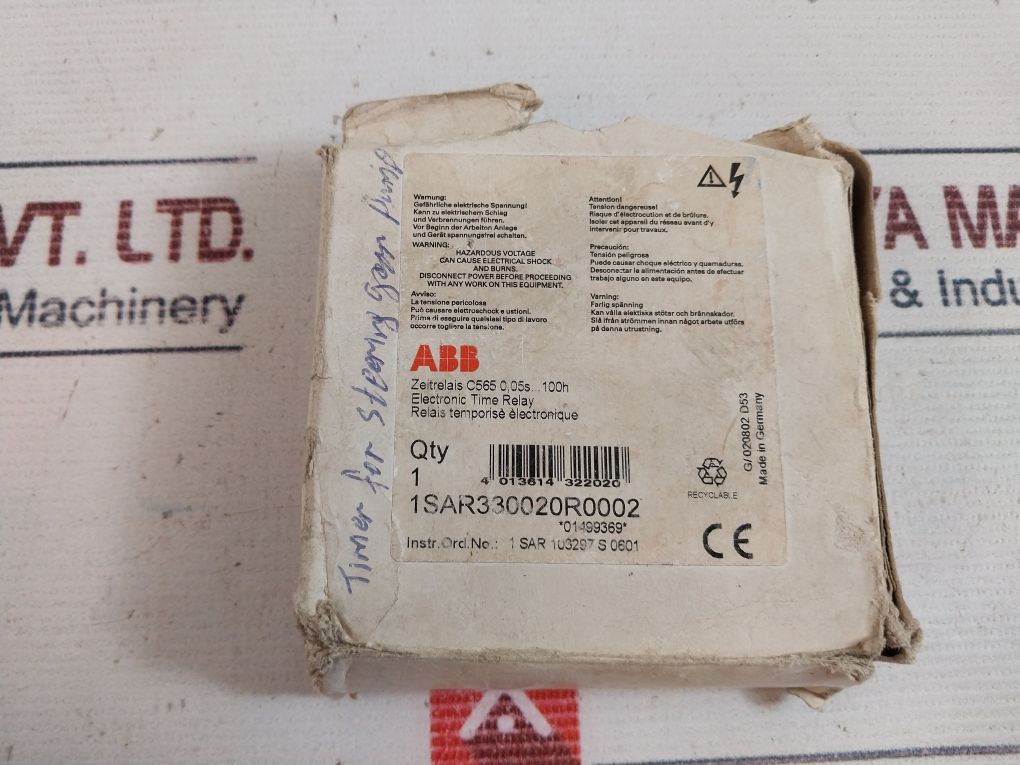 VT. LTD.
Machinery
YA MA
& Indu
Timer for Steering Gear Pump
Warnung:
Gefährliche elektrische Spannung!
Kann zu elektrischem Schlag
und Verbrennungen führen.
Vor Beginn der Arbeiten Anlage
und Gerät spannungsfrei schalten.
WARNING:
HAZARDOUS VOLTAGE
CAN CAUSE ELECTRICAL SHOCK
AND BURNS.
DISCONNECT POWER BEFORE PROCEEDING
WITH ANY WORK ON THIS EQUIPMENT.
Avviso:
La tensione pericolosa
Può causare elettroshock e ustioni.
Prima di eseguire qualsiasi tipo di lavoro
occorre togliere la tensione.
Attention!
Tension dangereuse!
Risque d'électrocution et de brûlure.
Isoler cet appareil du réseau avant d'y
intervenir pour travaux.
Precaución:
Tensión peligrosa
Puede causar choque eléctrico y quemaduras.
Desconectar la alimentación antes de efectuar
trabajo alguno en este equipo.
Varning:
Farlig spänning
Kan vålla elektiska stötar och brännskador.
Slå ifrån strömmen innan något arbete utförs
på denna utrustning.
ABB
Zeitrelais C565 0,05s...100h
Electronic Time Relay
Relais temporisè èlectronique
Qty
1
4 013614 322020
1SAR330020R0002
*01499369*
Instr.Ord.No.: 1 SAR 103297 S 0601
RECYCLABLE
G/020802 D53
Made in Germany
CE